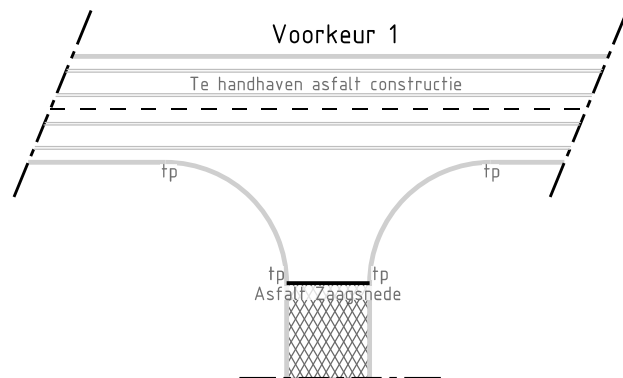 Voorkeur 1
Te handhaven asfalt constructie
tp
tp
tp
tp
Asfalt Zaagsnede